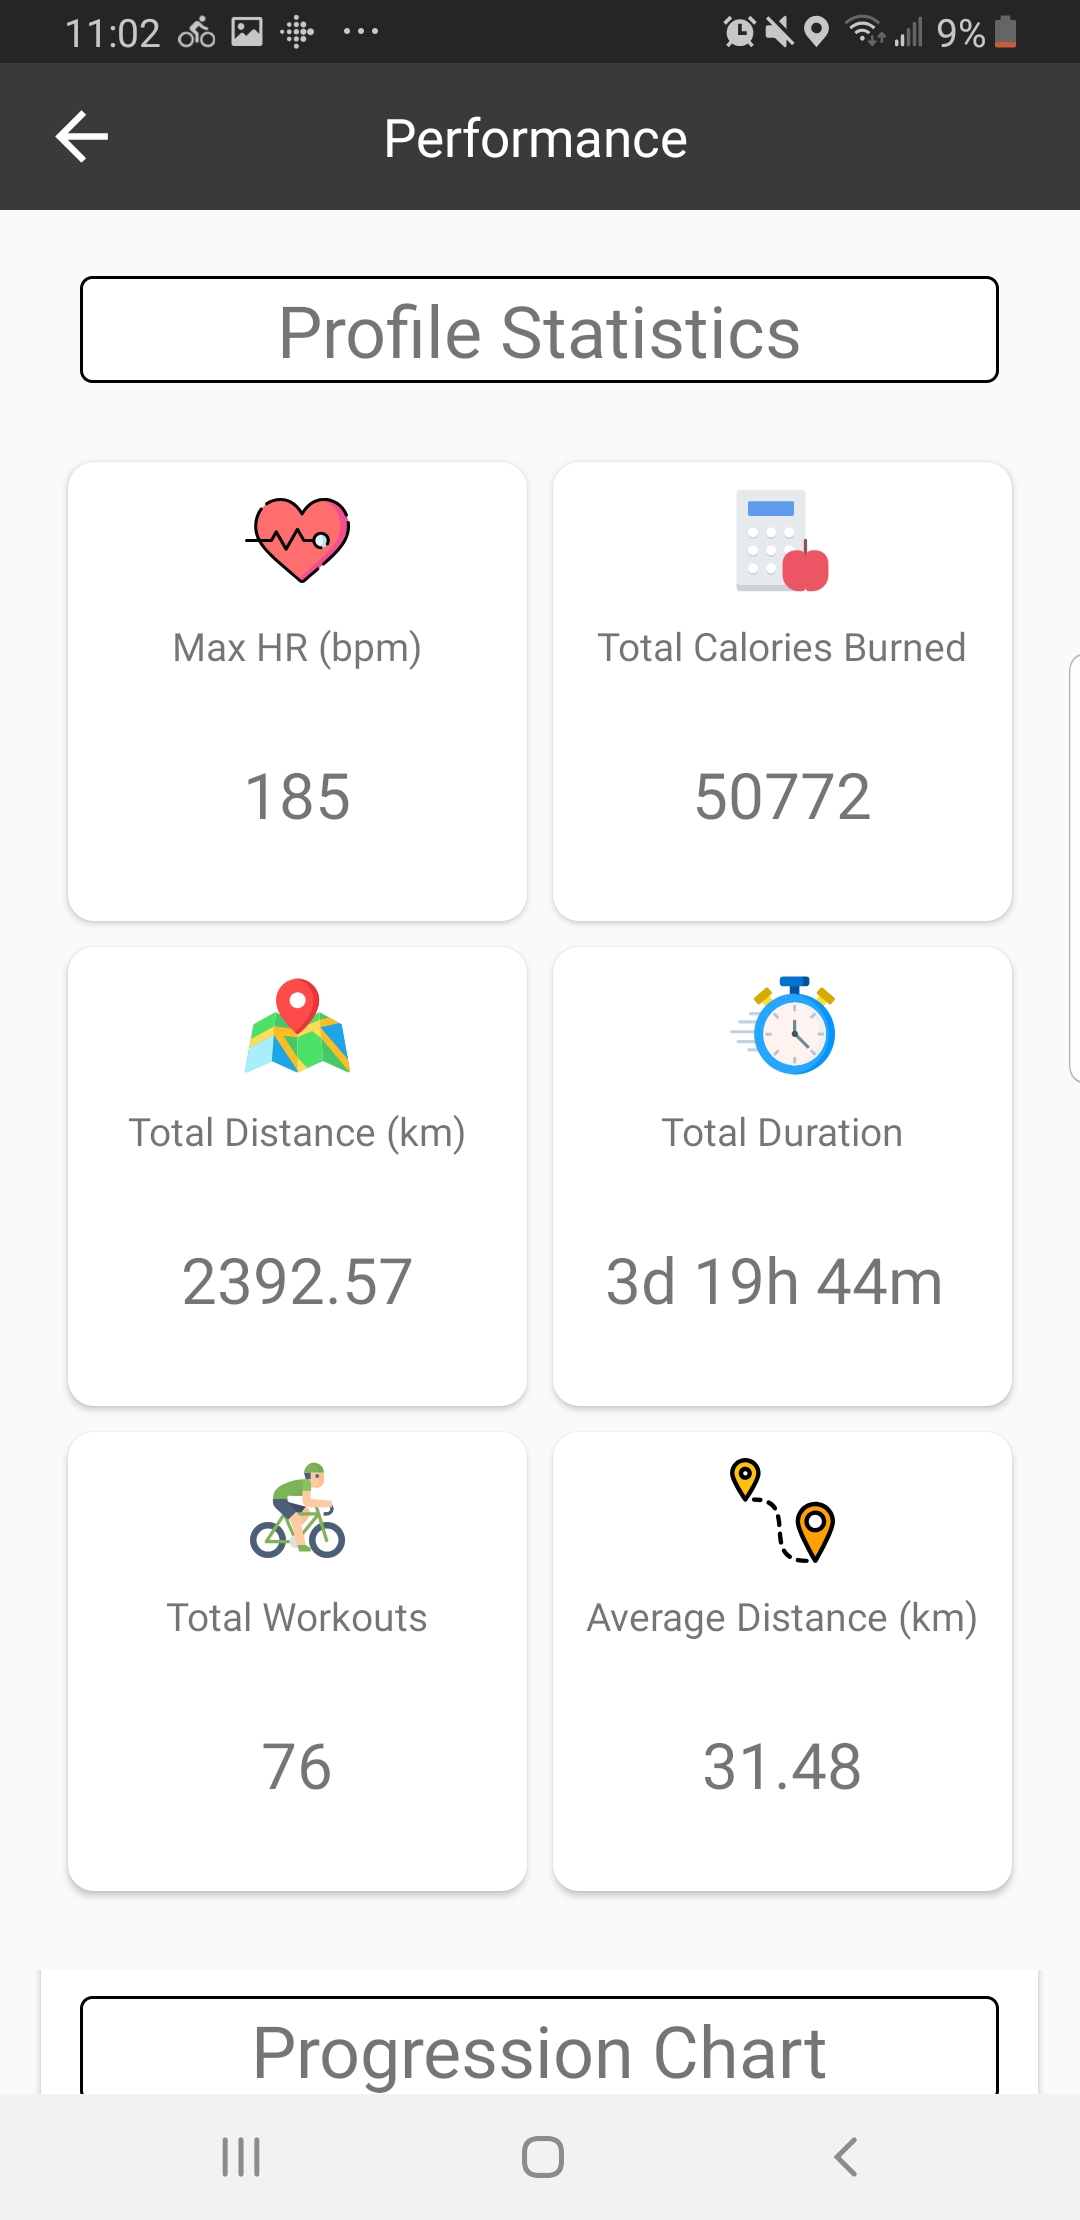 11:02 9%
Performance
Profile Statistics
Max HR (bpm)
185
Total Calories Burned
50772
Total Distance (km)
2392.57
Total Duration
3d 19h 44m
Total Workouts
76
Average Distance (km)
31.48
Progression Chart